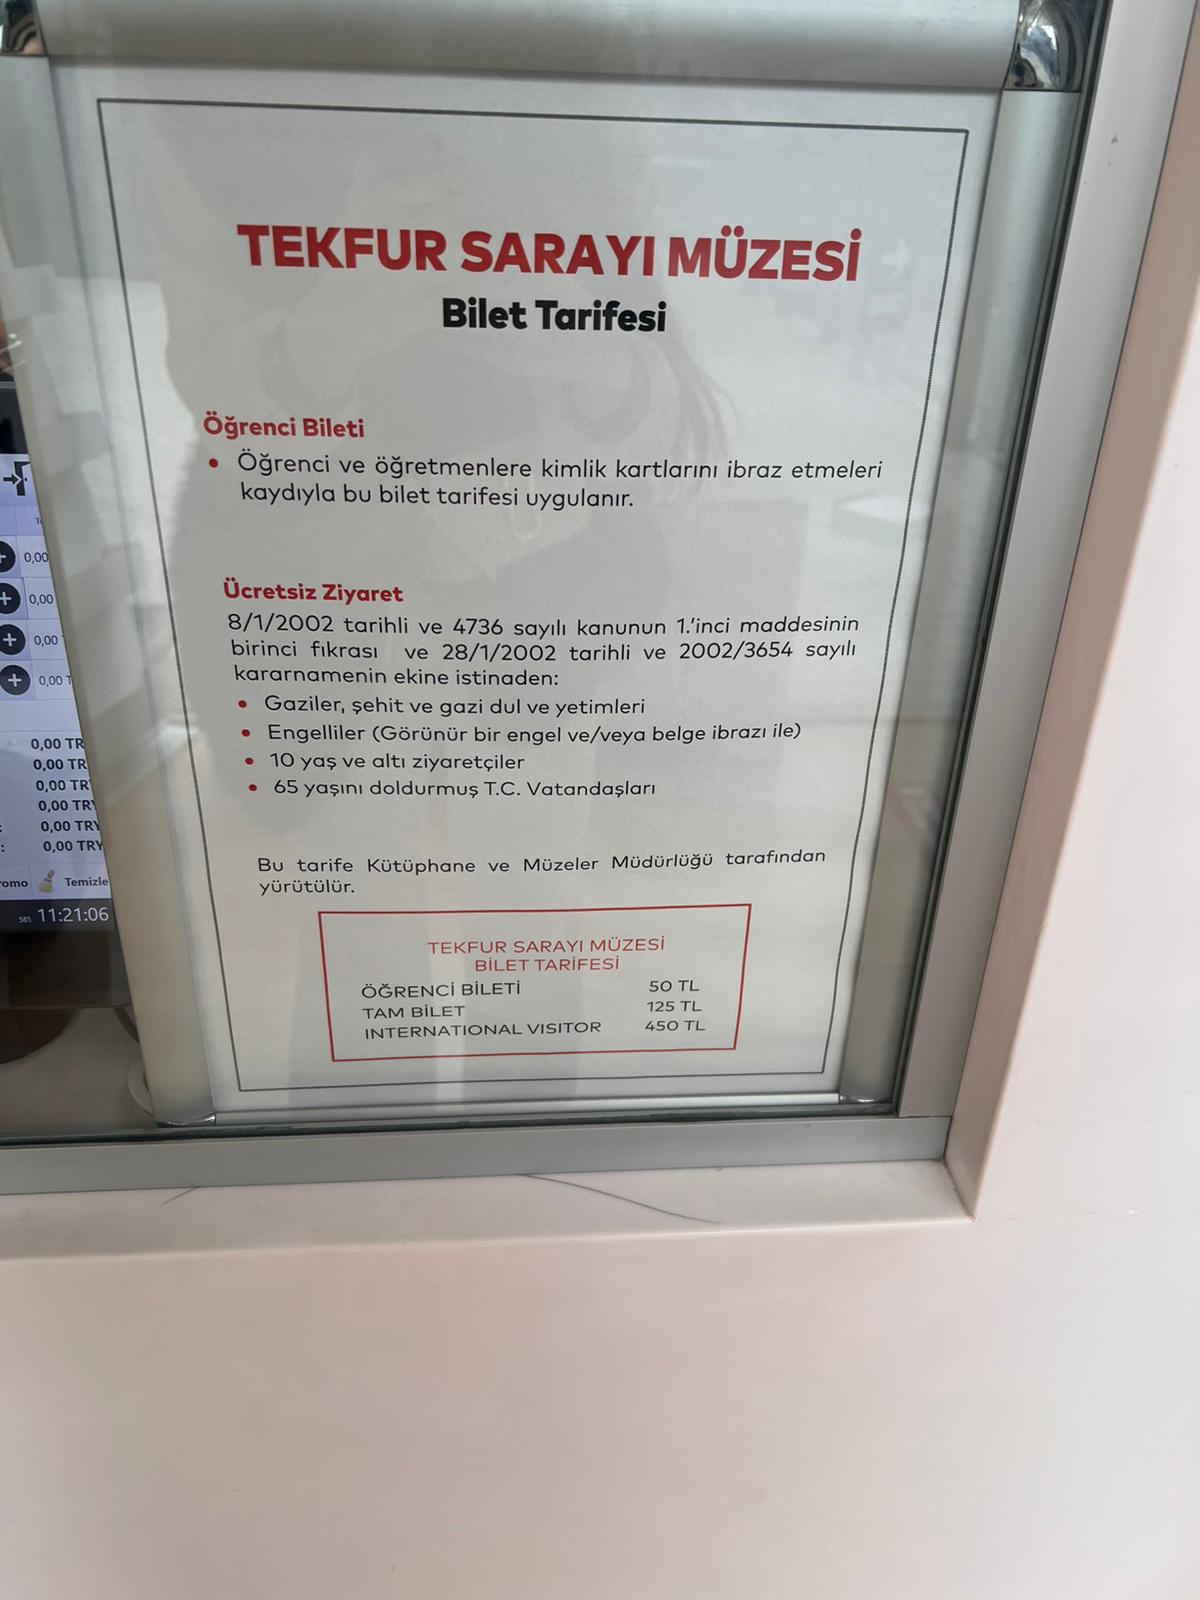 TEKFUR SARAYI MÜZESİ
Bilet Tarifesi
Öğrenci Bileti
• Öğrenci ve öğretmenlere kimlik kartlarını ibraz etmeleri
kaydıyla bu bilet tarifesi uygulanır.
Ücretsiz Ziyaret
8/1/2002 tarihli ve 4736 sayılı kanunun 1.'inci maddesinin
birinci fıkrası ve 28/1/2002 tarihli ve 2002/3654 sayılı
kararnamenin ekine istinaden:
• Gaziler, şehit ve gazi dul ve yetimleri
• Engelliler (Görünür bir engel ve/veya belge ibrazı ile)
• 10 yaş ve altı ziyaretçiler
• 65 yaşını doldurmuş T.C. Vatandaşları
Bu tarife Kütüphane ve Müzeler Müdürlüğü tarafından
yürütülür.
TEKFUR SARAYI MÜZESİ
BİLET TARİFESİ
ÖĞRENCİ BİLETİ 50 TL
TAM BİLET 125 TL
INTERNATIONAL VISITOR 450 TL
0,00
0,00
0,00
0,00 T
0,00 TR
0,00 TR
0,00 TR
0,00 TRY
0,00 TRY
0,00 TRY
omo Temizle
11:21:06